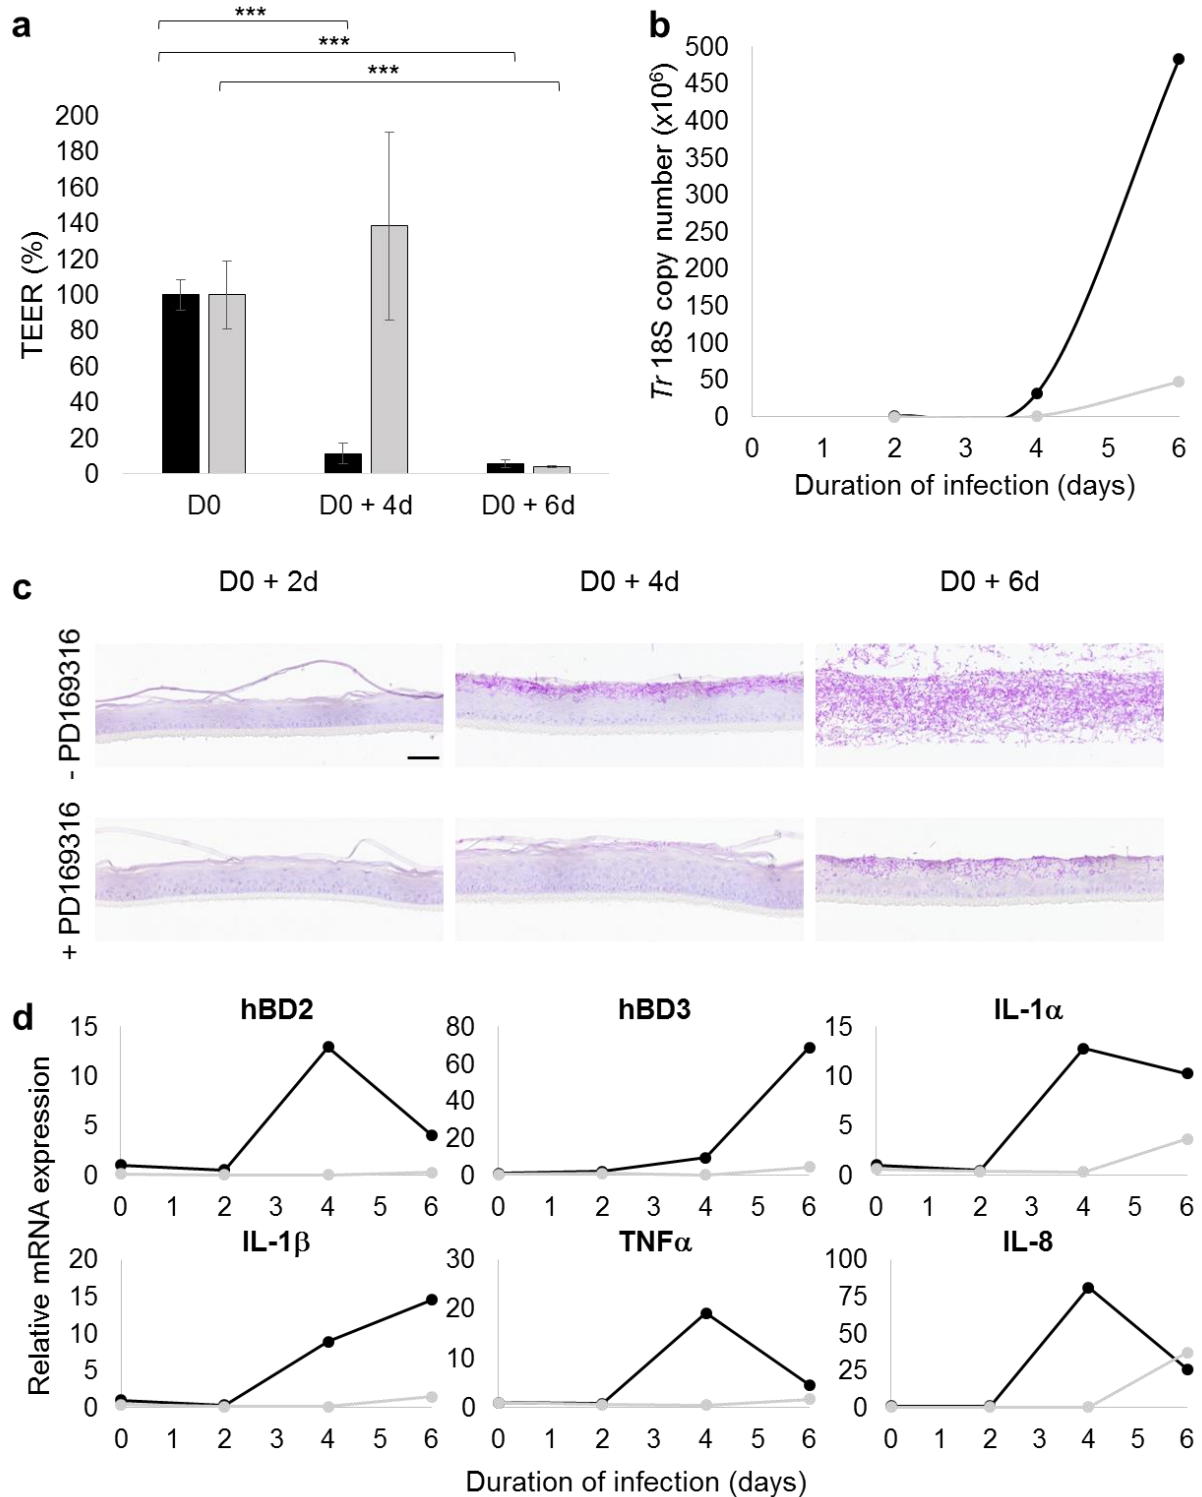 a
***
***
***
TEER (%)
200
180
160
140
120
100
80
60
40
20
0
D0 D0 + 4d D0 + 6d
b
Tr 18S copy number (x10⁶)
500
450
400
350
300
250
200
150
100
50
0
0 1 2 3 4 5 6
Duration of infection (days)
c
D0 + 2d D0 + 4d D0 + 6d
- PD169316
+ PD169316
d
Relative mRNA expression
hBD2
15
10
5
0
0 1 2 3 4 5 6
hBD3
80
60
40
20
0
0 1 2 3 4 5 6
IL-1α
15
10
5
0
0 1 2 3 4 5 6
IL-1β
20
15
10
5
0
0 1 2 3 4 5 6
TNFα
30
20
10
0
0 1 2 3 4 5 6
IL-8
100
75
50
25
0
0 1 2 3 4 5 6
Duration of infection (days)